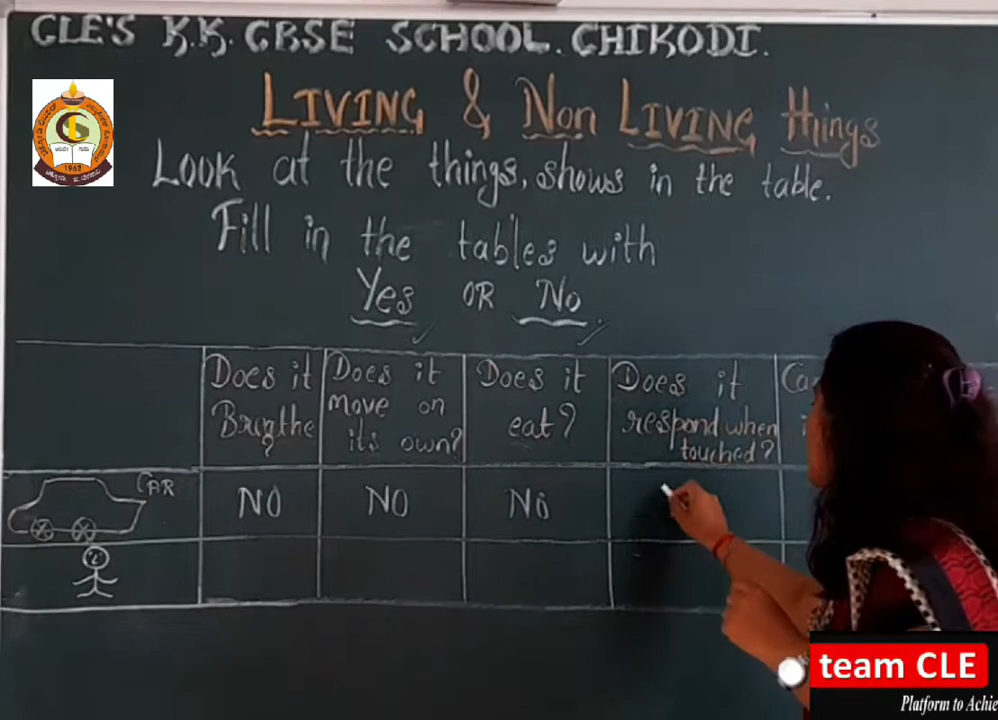 CLE'S K.K. CBSE SCHOOL. CHIKODI.
LIVING & Non LIVING things
Look at the things, shows in the table.
Fill in the tables with
Yes OR No
Does it Breathe?
Does it move on its own?
Does it eat?
Does it respond when touched?
CAR
NO
NO
No
1962
team CLE
Platform to Achie